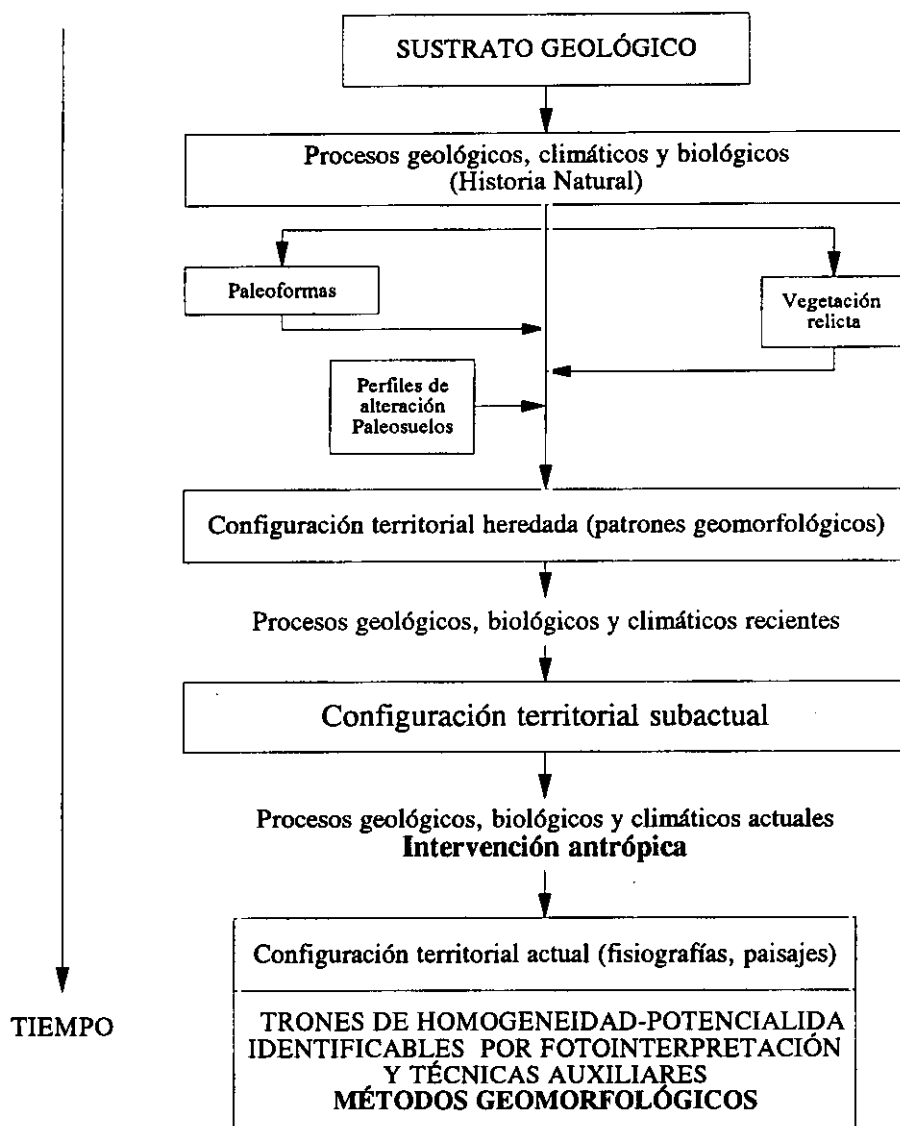 SUSTRATO GEOLÓGICO
Procesos geológicos, climáticos y biológicos
(Historia Natural)
Paleoformas
Vegetación
relicta
Perfiles de
alteración
Paleosuelos
Configuración territorial heredada (patrones geomorfológicos)
Procesos geológicos, biológicos y climáticos recientes
Configuración territorial subactual
Procesos geológicos, biológicos y climáticos actuales
Intervención antrópica
Configuración territorial actual (fisiografías, paisajes)
TIEMPO
TRONES DE HOMOGENEIDAD-POTENCIALIDA
IDENTIFICABLES POR FOTOINTERPRETACIÓN
Y TÉCNICAS AUXILIARES
MÉTODOS GEOMORFOLÓGICOS